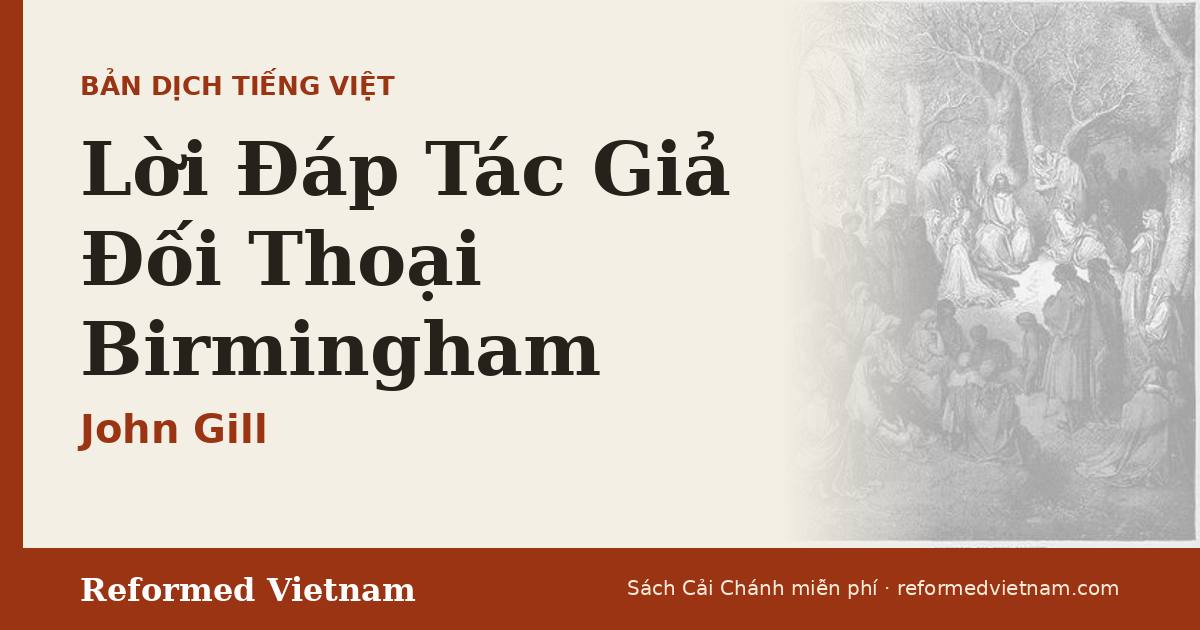 BẢN DỊCH TIẾNG VIỆT
Lời Đáp Tác Giả
Đối Thoại
Birmingham
John Gill
Reformed Vietnam
Sách Cải Chánh miễn phí · reformedvietnam.com